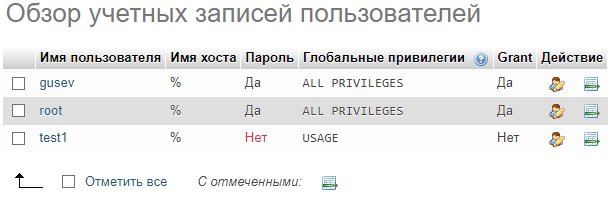 Обзор учетных записей пользователей
Имя пользователя Имя хоста Пароль Глобальные привилегии Grant Действие
gusev % Да ALL PRIVILEGES Да
root % Да ALL PRIVILEGES Да
test1 % Нет USAGE Нет
Отметить все С отмеченными: